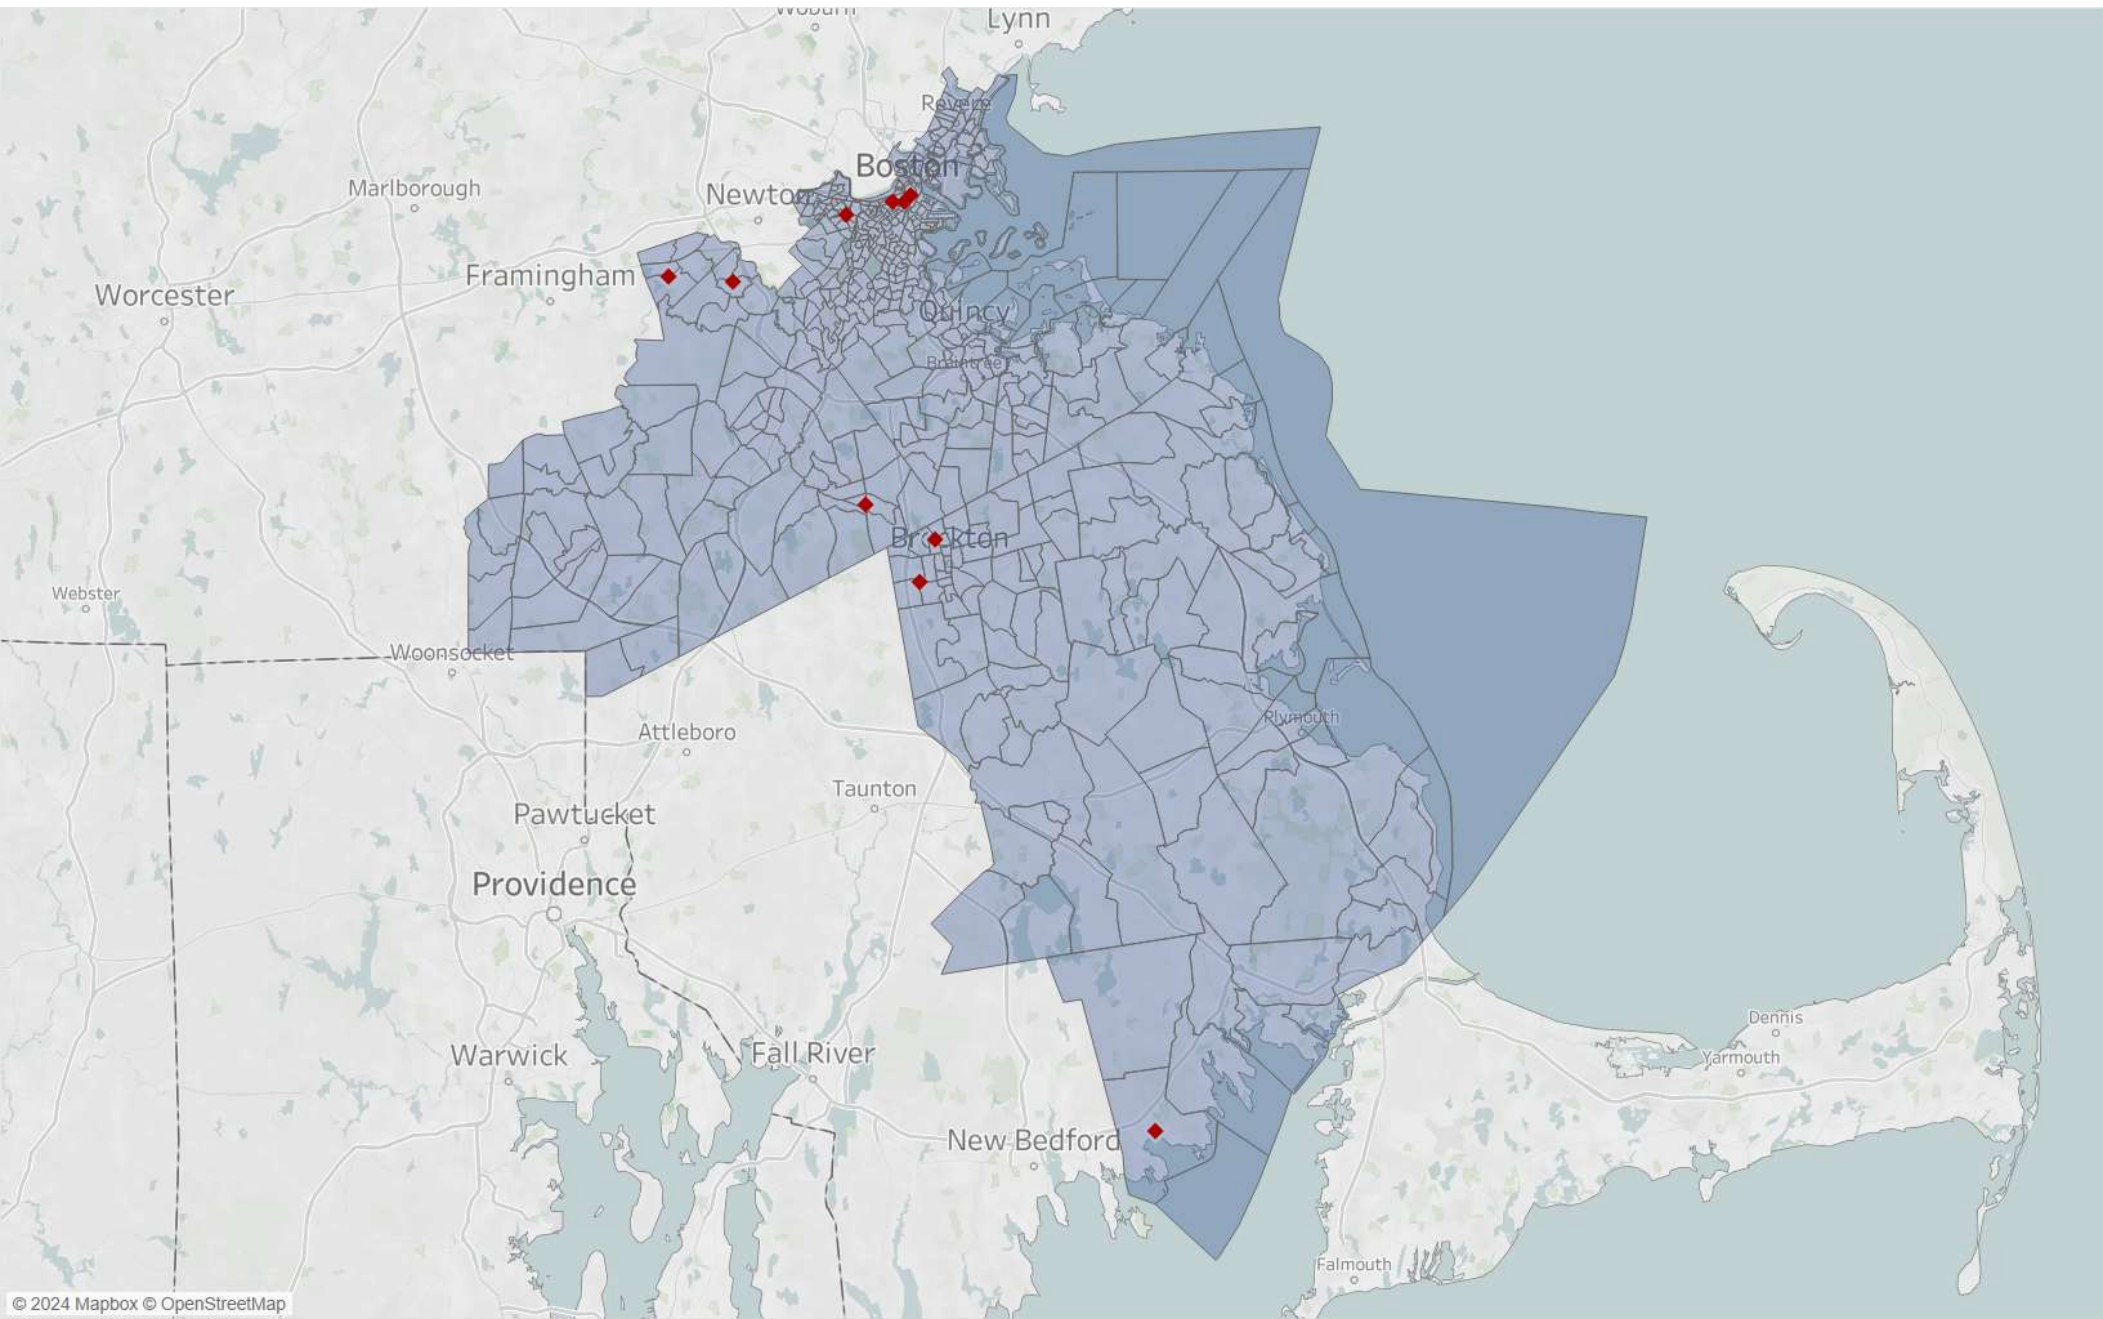 Woburn
Lynn
Revere
Boston
Marlborough
Newton
Framingham
Worcester
Quincy
Braintree
Brockton
Webster
Woonsocket
Plymouth
Attleboro
Taunton
Pawtucket
Providence
Dennis
Warwick
Fall River
Yarmouth
New Bedford
Falmouth
© 2024 Mapbox © OpenStreetMap